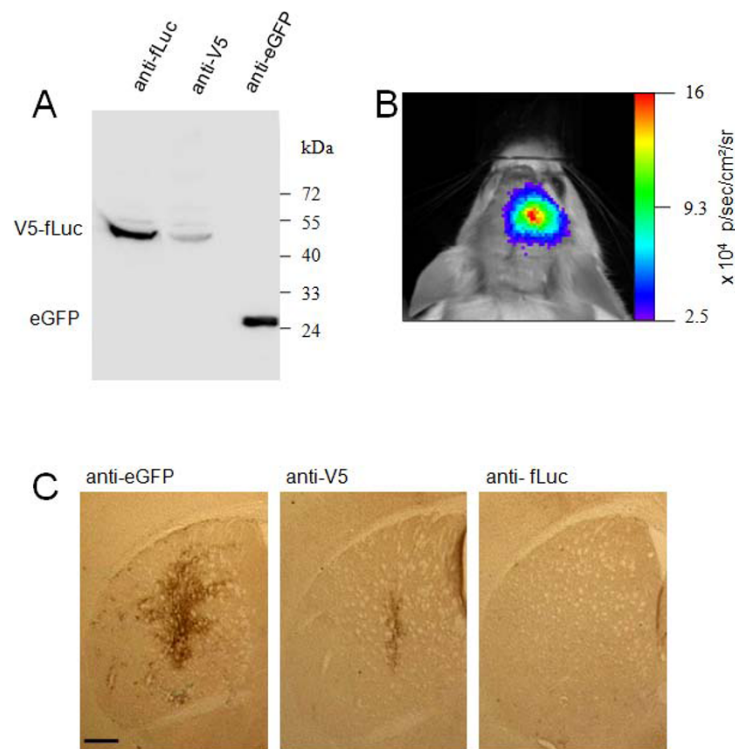 anti-fLuc
anti-V5
anti-eGFP
A
kDa
72
55
V5-fLuc
40
33
eGFP
24
B
16
9.3
2.5
x 10⁴ p/sec/cm²/sr
C
anti-eGFP
anti-V5
anti- fLuc